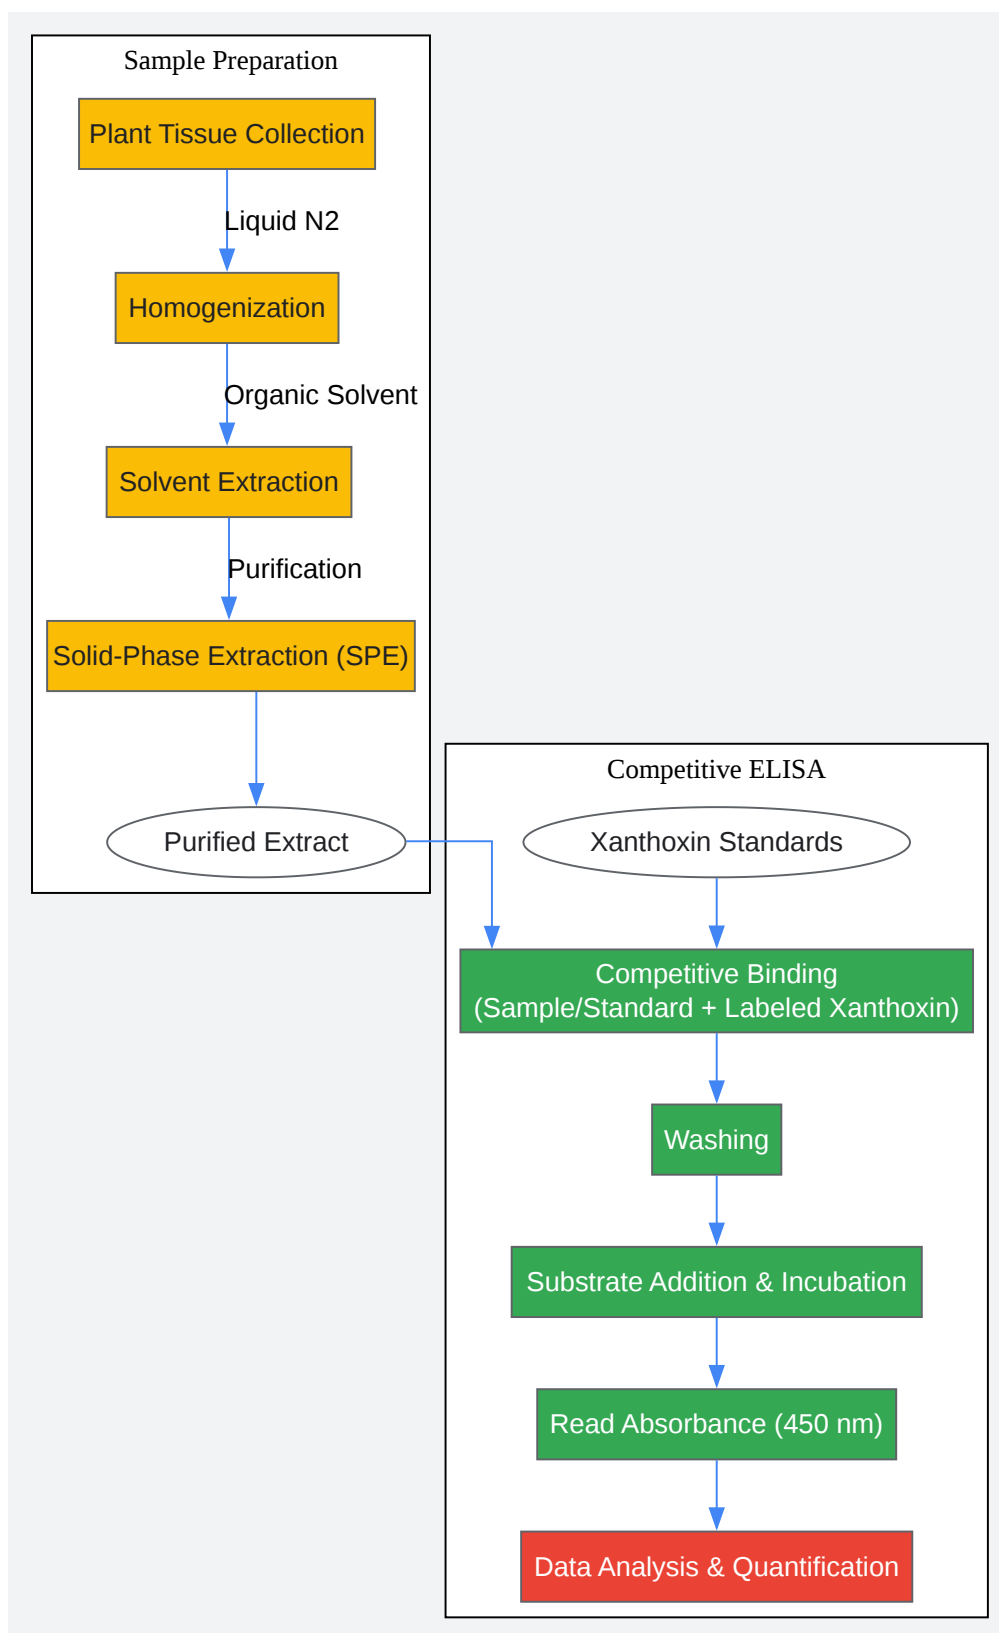 Sample Preparation
Plant Tissue Collection
Liquid N2
Homogenization
Organic Solvent
Solvent Extraction
Purification
Solid-Phase Extraction (SPE)
Purified Extract
Competitive ELISA
Xanthoxin Standards
Competitive Binding
(Sample/Standard + Labeled Xanthoxin)
Washing
Substrate Addition & Incubation
Read Absorbance (450 nm)
Data Analysis & Quantification